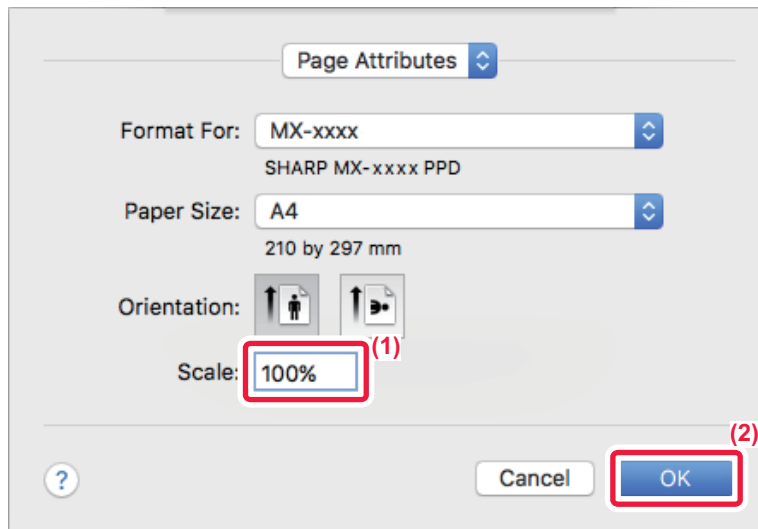 Page Attributes
Format For: MX-xxxx
SHARP MX-xxxx PPD
Paper Size: A4
210 by 297 mm
Orientation:
(1)
Scale: 100%
(2)
? Cancel OK